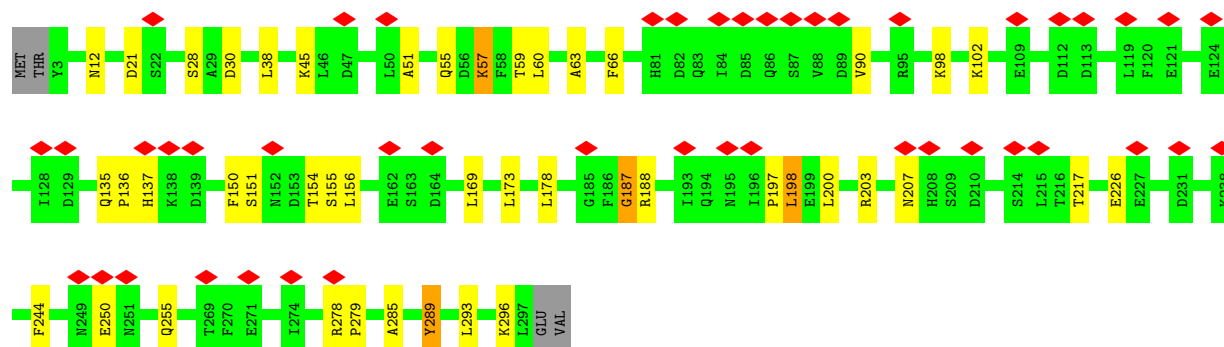 MET THR Y3 N12 D21 S22 S28 A29 D30 L38 K45 L46 D47 L50 A51 Q55 D56 K57 F58 T59 L60 A63 F66 H81 D82 Q83 I84 D85 Q86 S87 V88 D89 V90 R95 K98 K102 E109 D112 D113 L119 F120 E121 E124
I128 D129 Q135 P136 H137 K138 D139 F150 S151 N152 D153 T154 S155 L156 E162 S163 D164 L169 L173 L178 G185 F186 G187 R188 I193 Q194 N195 I196 P197 L198 E199 L200 R203 N207 H208 S209 D210 S214 L215 T216 T217 E226 E227 D231 K238
F244 N249 E250 N251 Q255 T269 F270 E271 I274 R278 P279 A285 Y289 L293 K296 L297 GLU VAL